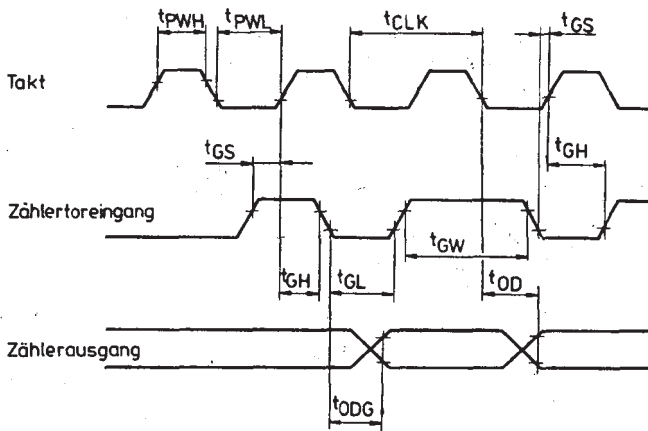 tPWH tPWL tCLK tGS
Takt
tGS tGH
Zählertoreingang
tGH tGL tGW tOD
Zählerausgang
tODG